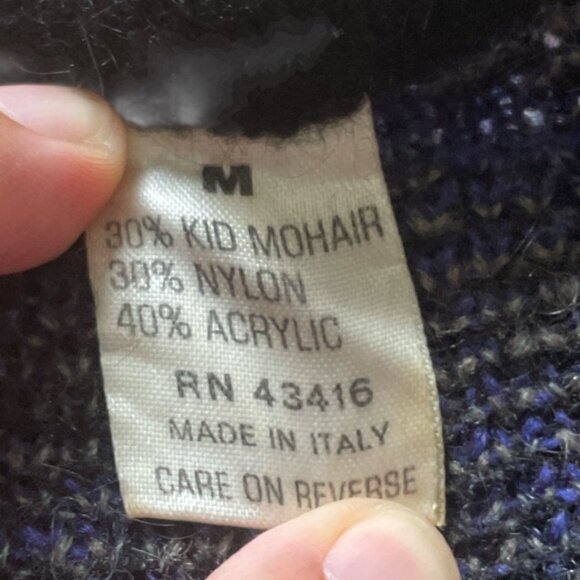 M
30% KID MOHAIR
30% NYLON
40% ACRYLIC
RN 43416
MADE IN ITALY
CARE ON REVERSE